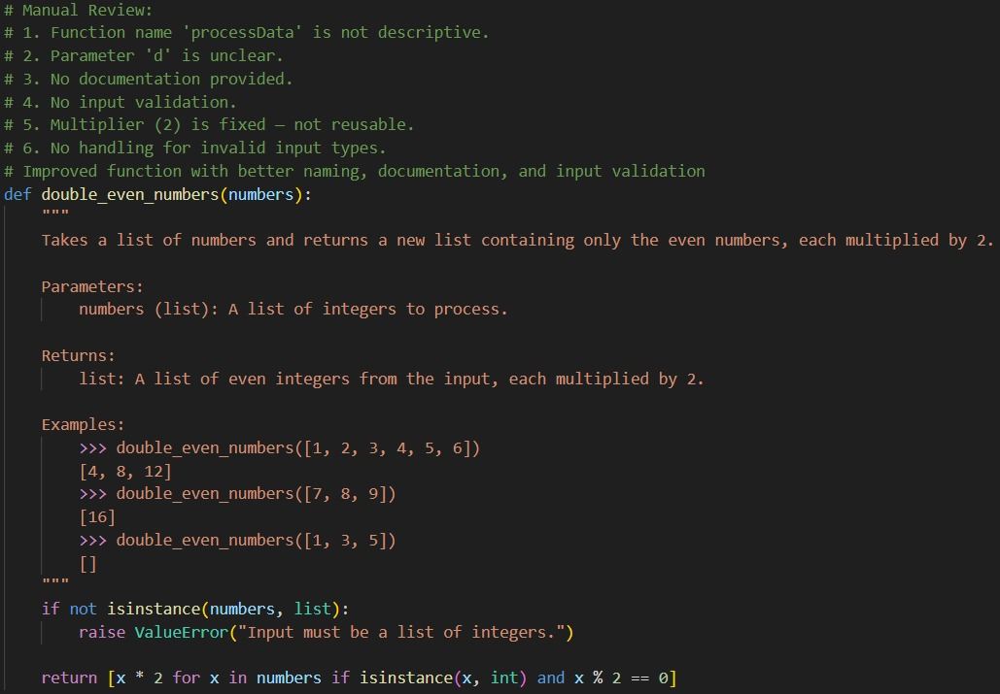 # Manual Review:
# 1. Function name 'processData' is not descriptive.
# 2. Parameter 'd' is unclear.
# 3. No documentation provided.
# 4. No input validation.
# 5. Multiplier (2) is fixed — not reusable.
# 6. No handling for invalid input types.
# Improved function with better naming, documentation, and input validation
def double_even_numbers(numbers):
    """
    Takes a list of numbers and returns a new list containing only the even numbers, each multiplied by 2.

    Parameters:
        numbers (list): A list of integers to process.

    Returns:
        list: A list of even integers from the input, each multiplied by 2.

    Examples:
        >>> double_even_numbers([1, 2, 3, 4, 5, 6])
        [4, 8, 12]
        >>> double_even_numbers([7, 8, 9])
        [16]
        >>> double_even_numbers([1, 3, 5])
        []
    """
    if not isinstance(numbers, list):
        raise ValueError("Input must be a list of integers.")

    return [x * 2 for x in numbers if isinstance(x, int) and x % 2 == 0]